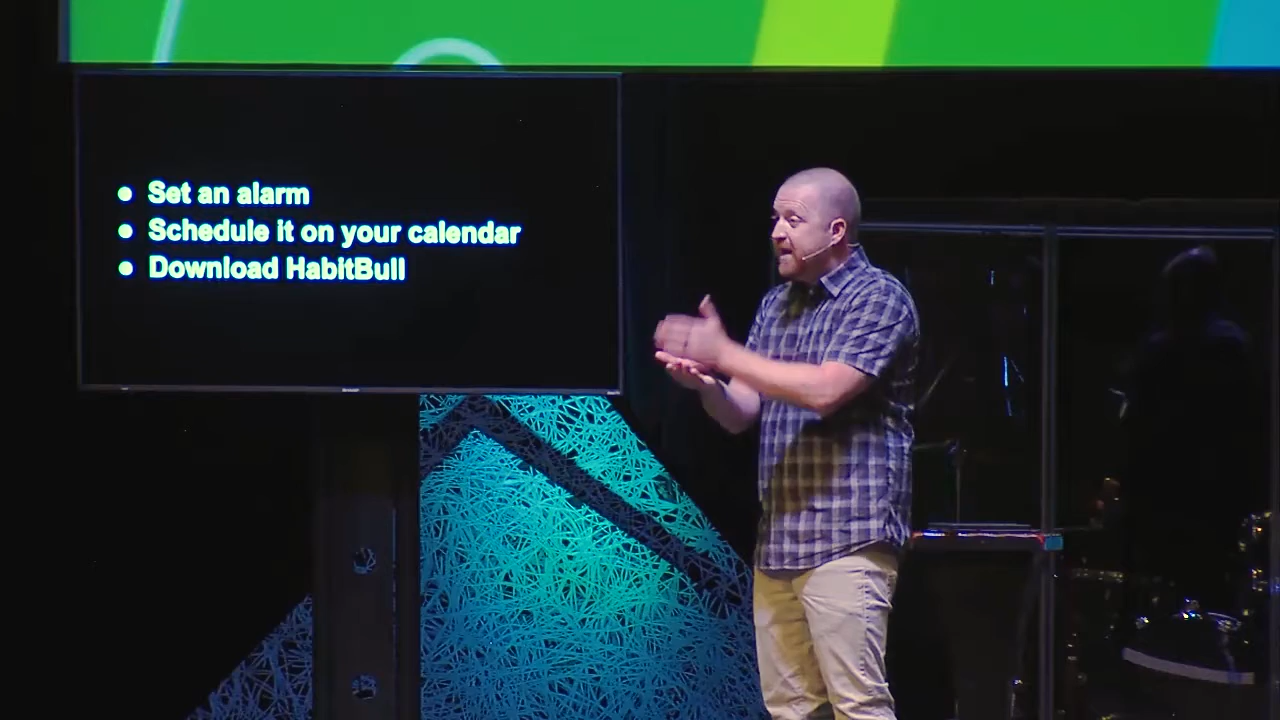 ● Set an alarm
● Schedule it on your calendar
● Download HabitBull